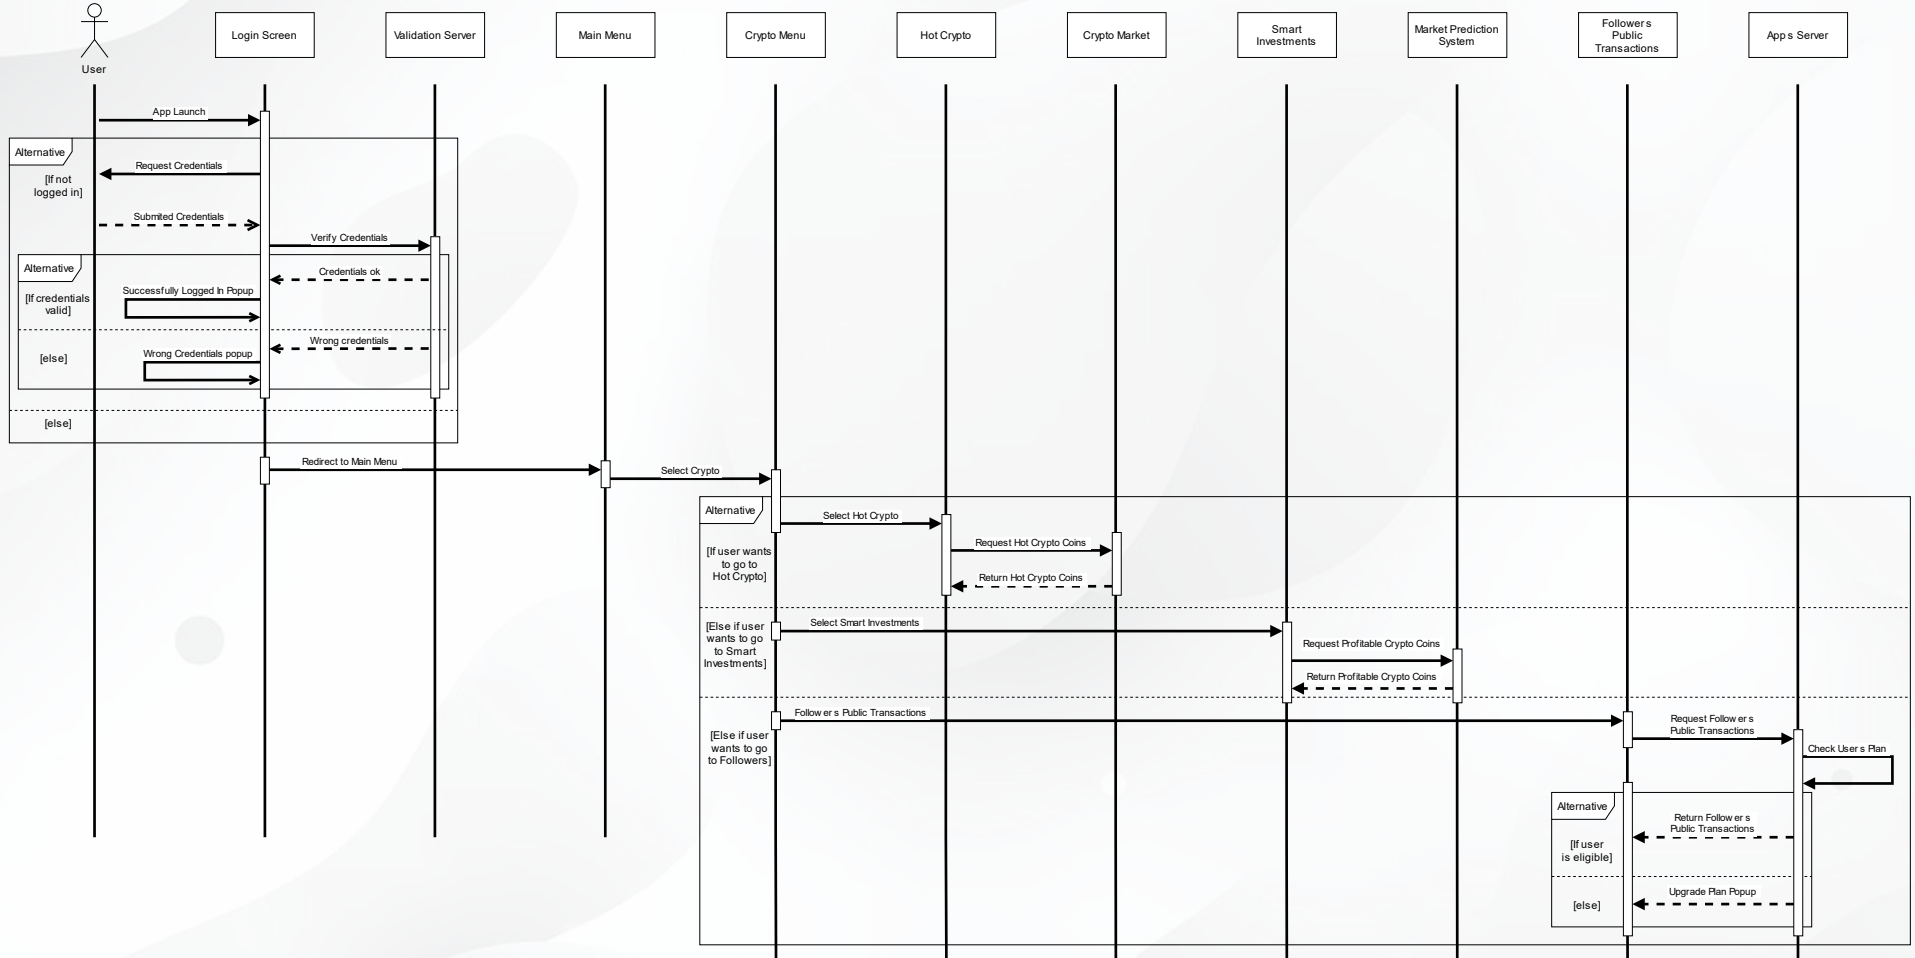 User
Login Screen
Validation Server
Main Menu
Crypto Menu
Hot Crypto
Crypto Market
Smart
Investments
Market Prediction
System
Followers
Public
Transactions
Apps Server
App Launch
Alternative
Request Credentials
[If not
logged in]
Submited Credentials
Verify Credentials
Alternative
Credentials ok
Successfully Logged In Popup
[If credentials
valid]
Wrong credentials
Wrong Credentials popup
[else]
[else]
Redirect to Main Menu
Select Crypto
Alternative
Select Hot Crypto
Request Hot Crypto Coins
[If user wants
to go to
Hot Crypto]
Return Hot Crypto Coins
Select Smart Investments
[Else if user
wants to go
to Smart
Investments]
Request Profitable Crypto Coins
Return Profitable Crypto Coins
Followers Public Transactions
[Else if user
wants to go
to Followers]
Request Followers
Public Transactions
Check Users Plan
Alternative
Return Followers
Public Transactions
[If user
is eligible]
Upgrade Plan Popup
[else]